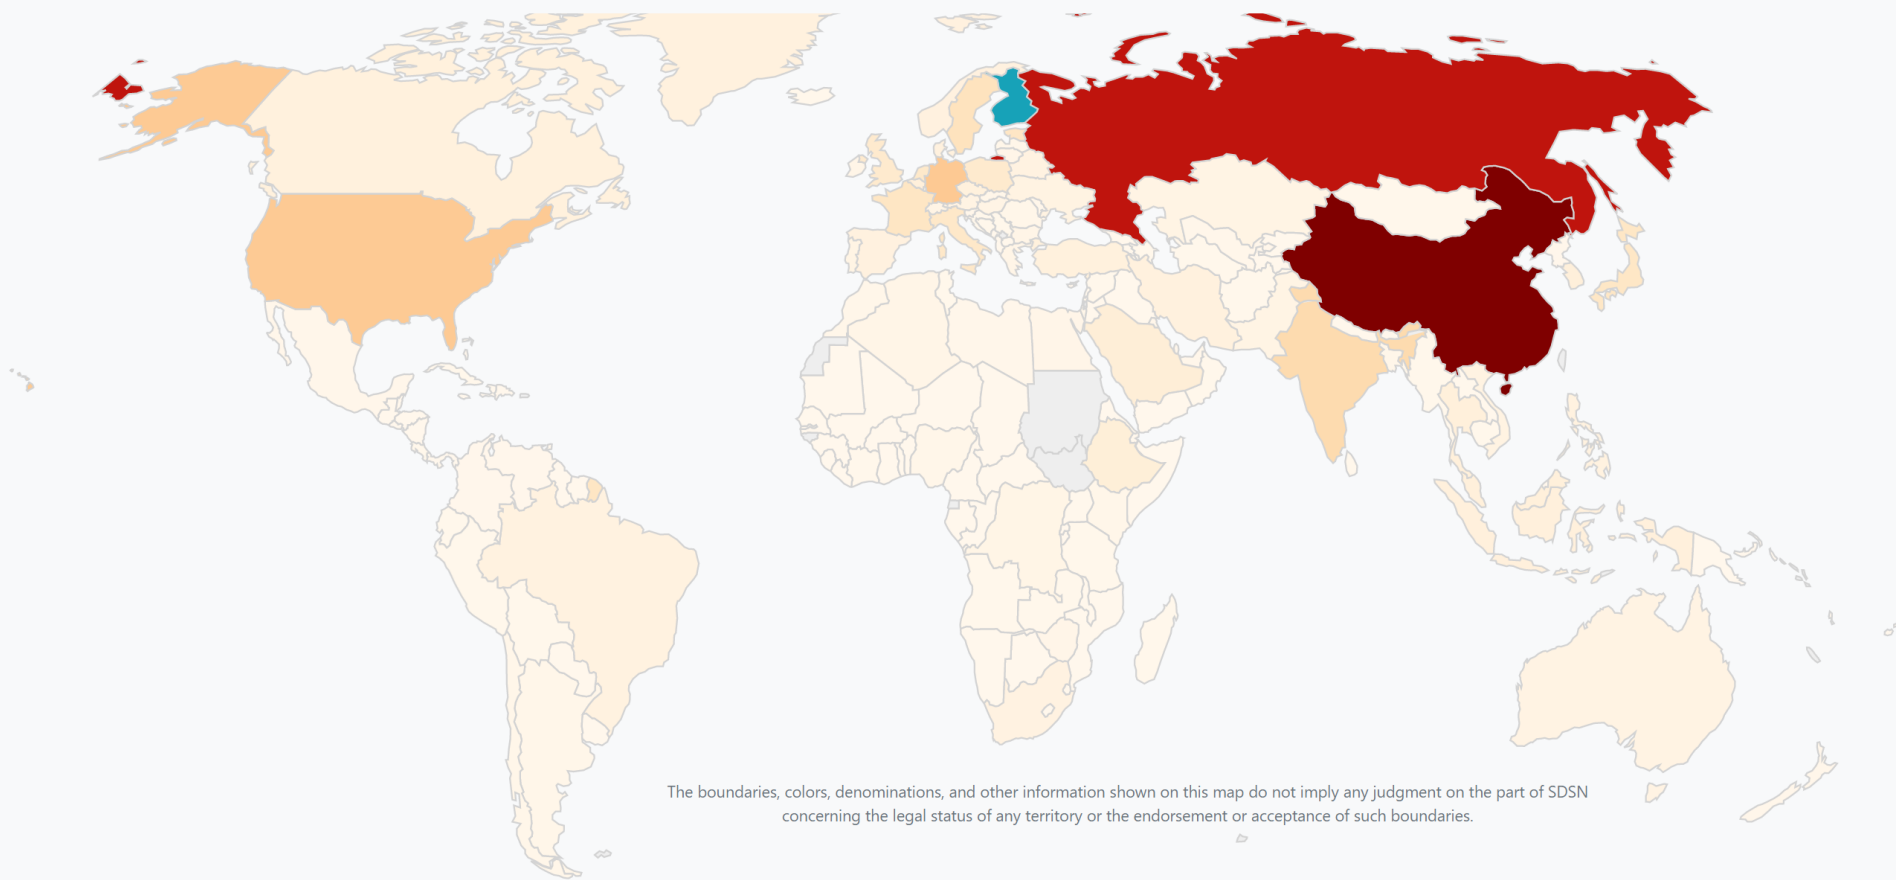 The boundaries, colors, denominations, and other information shown on this map do not imply any judgment on the part of SDSN
concerning the legal status of any territory or the endorsement or acceptance of such boundaries.